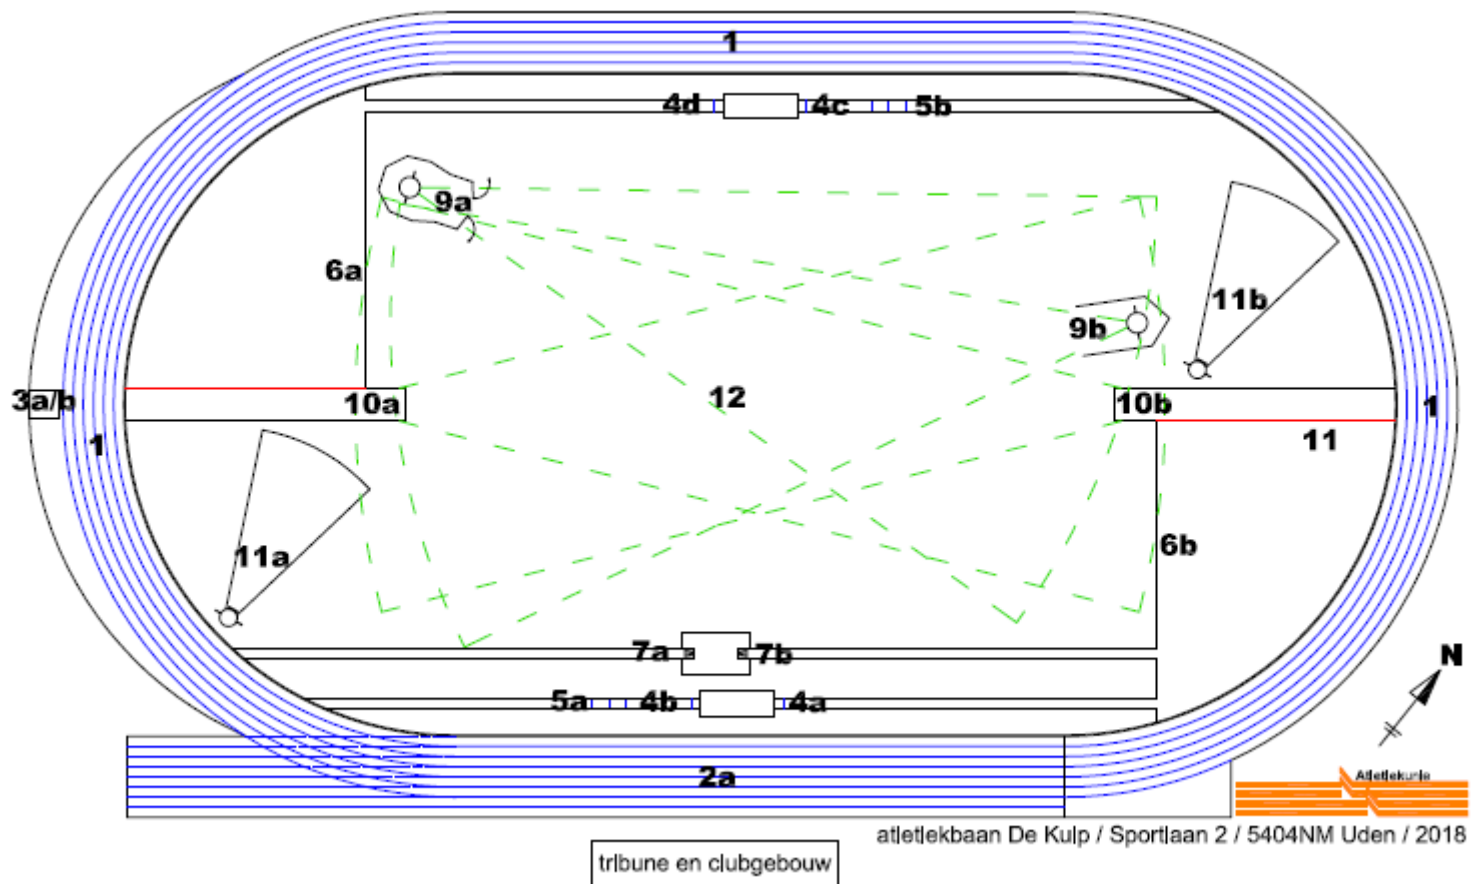 1
4d
4c
5b
9a
6a
11b
9b
3a/b
10a
12
10b
1
1
11
11a
6b
7a
7b
N
5a
4b
4a
2a
Atletiekunie
atletiekbaan De Kuip / Sportlaan 2 / 5404NM Uden / 2018
tribune en clubgebouw